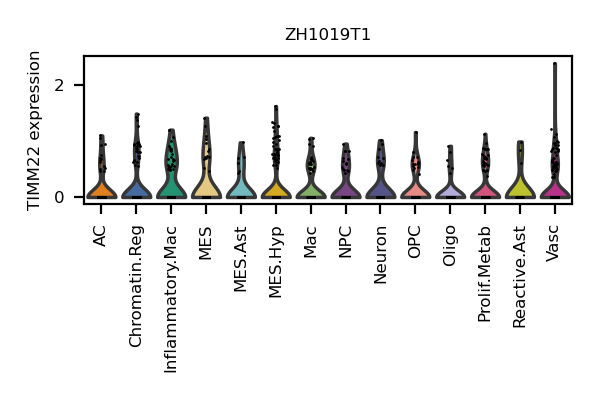 ZH1019T1
TIMM22 expression
2
0
AC
Chromatin.Reg
Inflammatory.Mac
MES
MES.Ast
MES.Hyp
Mac
NPC
Neuron
OPC
Oligo
Prolif.Metab
Reactive.Ast
Vasc